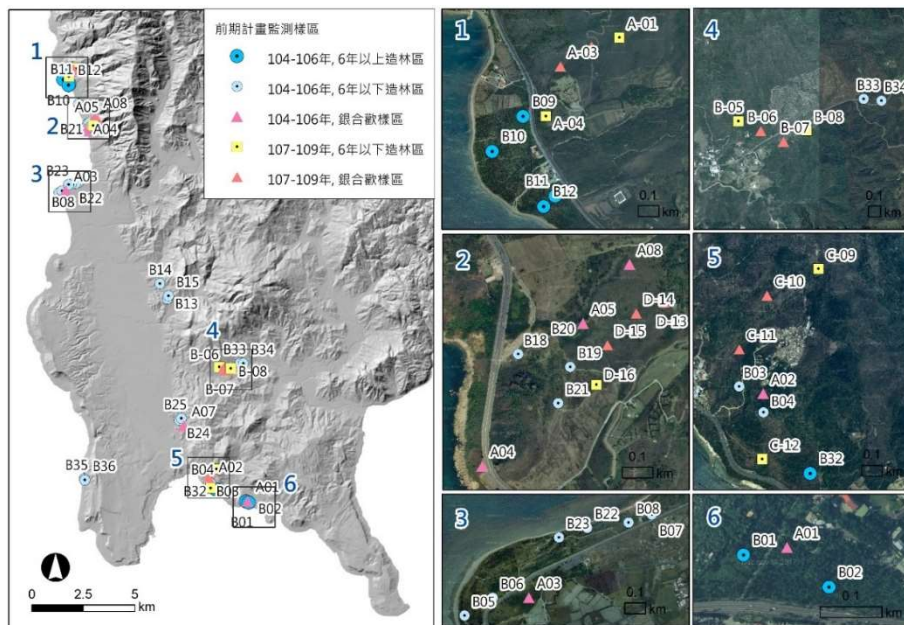 前期計畫監測樣區
104-106年, 6年以上造林區
104-106年, 6年以下造林區
104-106年, 銀合歡樣區
107-109年, 6年以下造林區
107-109年, 銀合歡樣區
1
B11
B12
B10
A05
A08
2
B21
A04
3
B23
A03
B08
B22
B14
B15
B13
4
B-06
B33
B34
B-08
B-07
B25
A07
B24
5
B04
A02
B35
B36
6
B32
B03
A01
B02
B01
0
2.5
5
km
1
A-01
A-03
B09
A-04
B10
B11
B12
0.1
km
4
B33
B34
B-05
B-06
B-08
B-07
0.1
km
2
A08
D-14
A05
B20
D-13
D-15
B18
B19
D-16
B21
A04
0.1
km
5
C-09
C-10
C-11
B03
A02
B04
C-12
B32
0.1
km
3
B22
B08
B23
B07
B06
A03
B05
0.1
km
6
B01
A01
B02
0.1
km